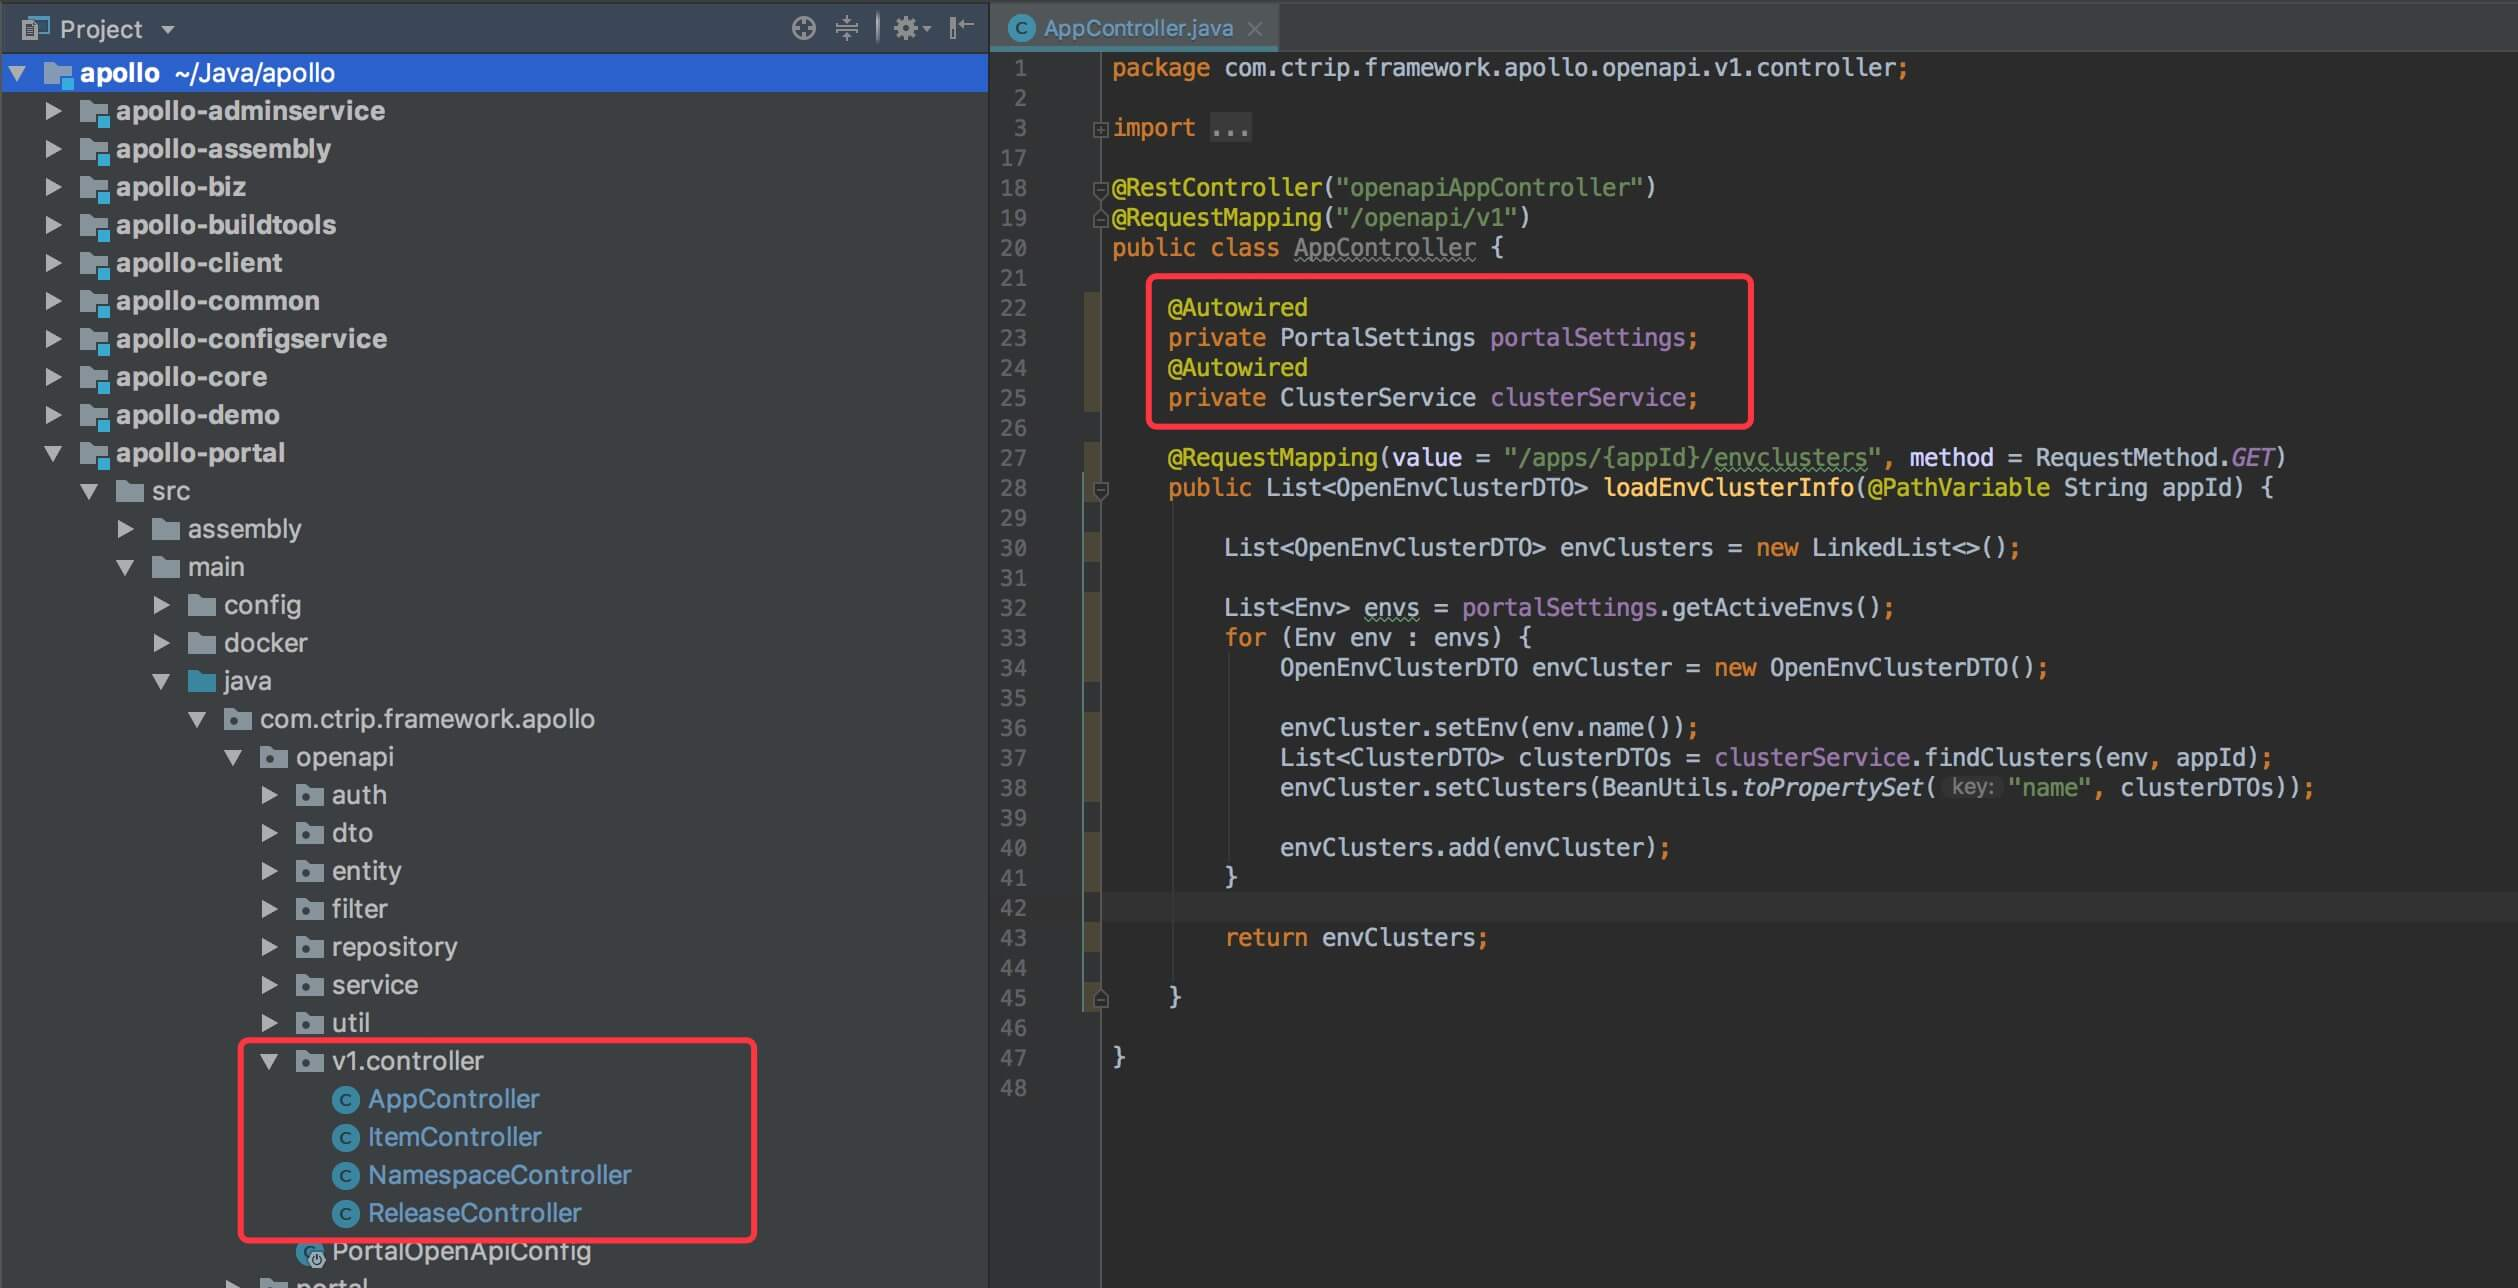 Project
apollo ~/Java/apollo
apollo-adminservice
apollo-assembly
apollo-biz
apollo-buildtools
apollo-client
apollo-common
apollo-configservice
apollo-core
apollo-demo
apollo-portal
src
assembly
main
config
docker
java
com.ctrip.framework.apollo
openapi
auth
dto
entity
filter
repository
service
util
v1.controller
C AppController
C ItemController
C NamespaceController
C ReleaseController
PortalOpenApiConfig
portal
C AppController.java
1 package com.ctrip.framework.apollo.openapi.v1.controller;
2
3 import ...
17
18 @RestController("openapiAppController")
19 @RequestMapping("/openapi/v1")
20 public class AppController {
21
22 @Autowired
23 private PortalSettings portalSettings;
24 @Autowired
25 private ClusterService clusterService;
26
27 @RequestMapping(value = "/apps/{appId}/envclusters", method = RequestMethod.GET)
28 public List<OpenEnvClusterDTO> loadEnvClusterInfo(@PathVariable String appId) {
29
30 List<OpenEnvClusterDTO> envClusters = new LinkedList<>();
31
32 List<Env> envs = portalSettings.getActiveEnvs();
33 for (Env env : envs) {
34 OpenEnvClusterDTO envCluster = new OpenEnvClusterDTO();
35
36 envCluster.setEnv(env.name());
37 List<ClusterDTO> clusterDTOs = clusterService.findClusters(env, appId);
38 envCluster.setClusters(BeanUtils.toPropertySet( key: "name", clusterDTOs));
39
40 envClusters.add(envCluster);
41 }
42
43 return envClusters;
44
45 }
46
47 }
48